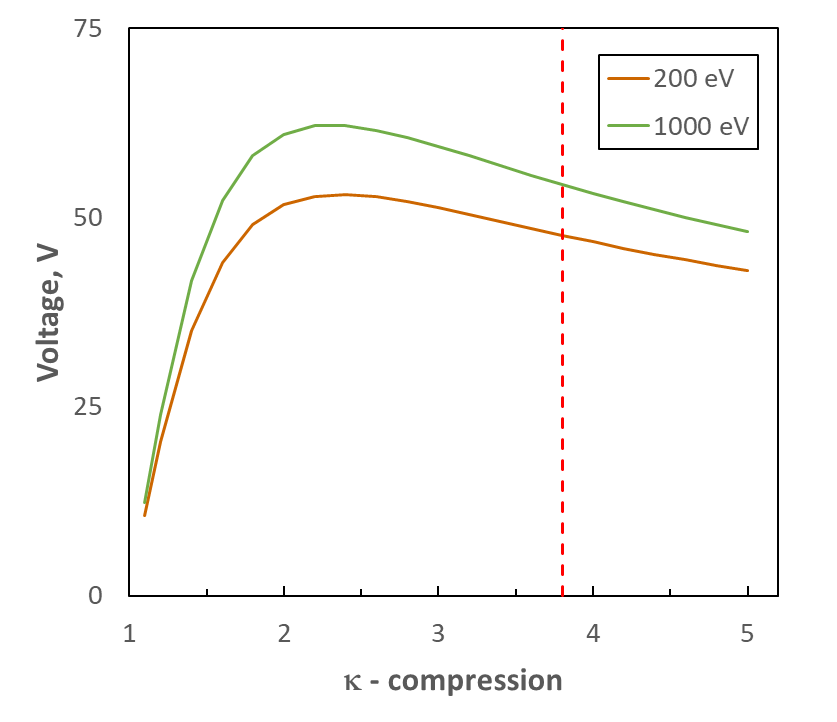 75
50
25
0
Voltage, V
200 eV
1000 eV
1 2 3 4 5
κ - compression